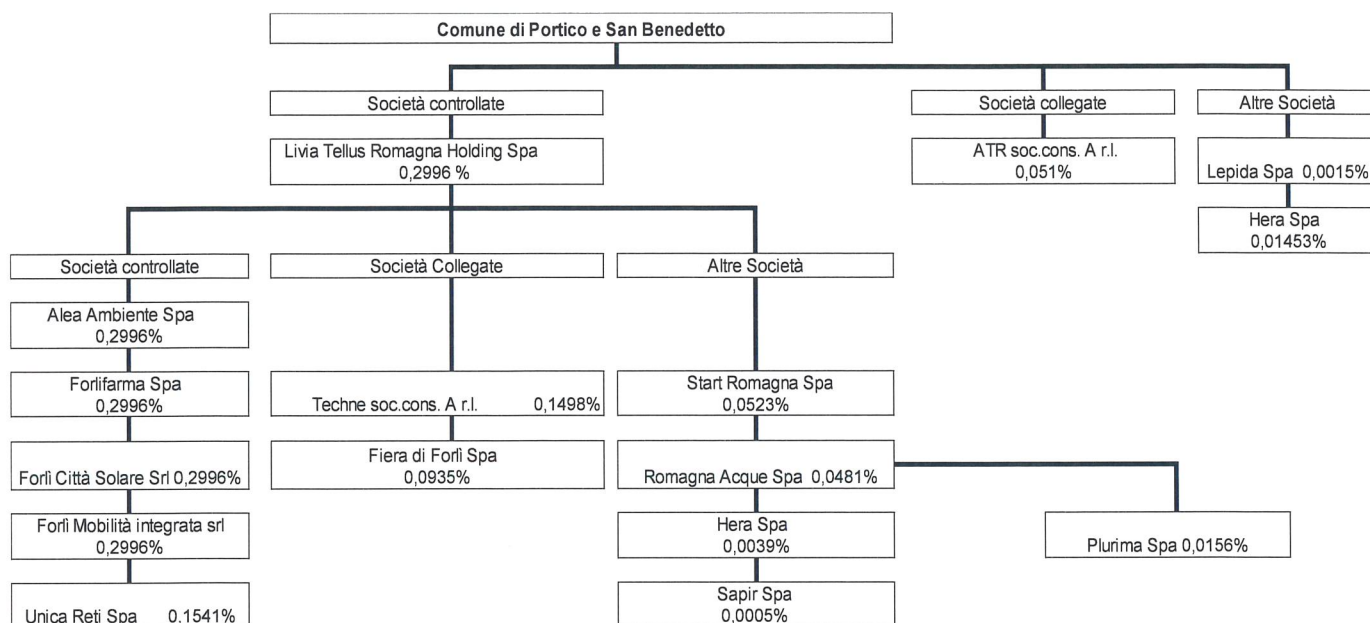 Comune di Portico e San Benedetto
Società controllate
Società collegate
Altre Società
Livia Tellus Romagna Holding Spa
0,2996 %
ATR soc.cons. A r.l.
0,051%
Lepida Spa 0,0015%
Hera Spa
0,01453%
Società controllate
Società Collegate
Altre Società
Alea Ambiente Spa
0,2996%
Forlifarma Spa
0,2996%
Forlì Città Solare Srl 0,2996%
Forlì Mobilità integrata srl
0,2996%
Unica Reti Spa 0,1541%
Techne soc.cons. A r.l. 0,1498%
Fiera di Forlì Spa
0,0935%
Start Romagna Spa
0,0523%
Romagna Acque Spa 0,0481%
Hera Spa
0,0039%
Sapir Spa
0,0005%
Plurima Spa 0,0156%